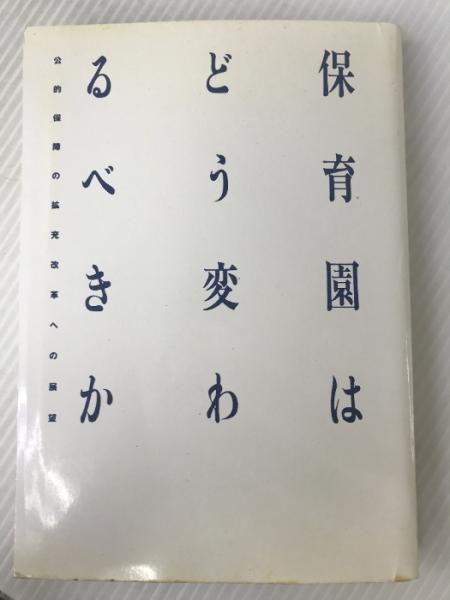 保育園は
どう変わ
るべきか
公的保障の拡充改革への展望